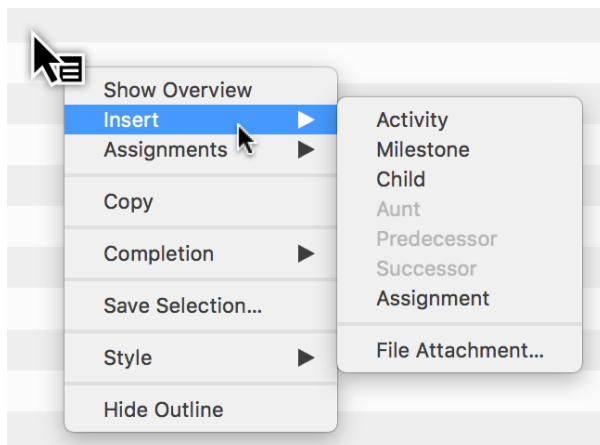 Show Overview
Insert
Assignments
Copy
Completion
Save Selection...
Style
Hide Outline
Activity
Milestone
Child
Aunt
Predecessor
Successor
Assignment
File Attachment...